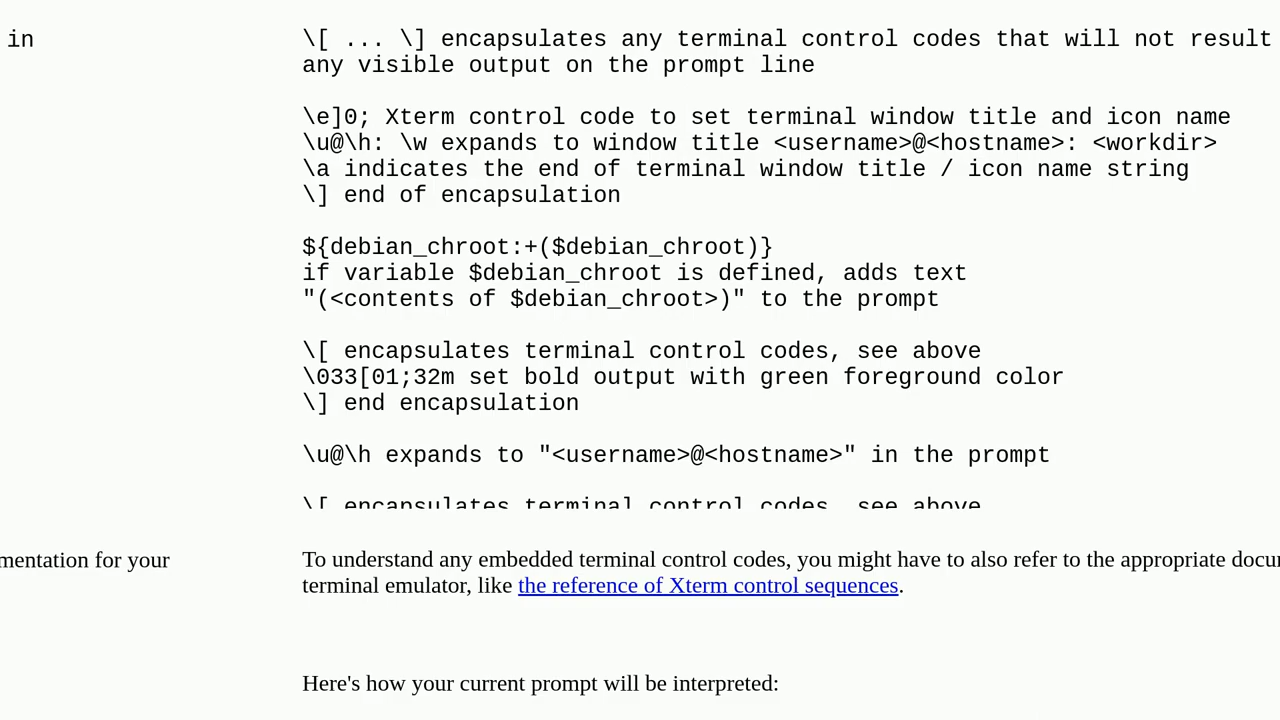 in
\[ ... \] encapsulates any terminal control codes that will not result
any visible output on the prompt line
\e]0; Xterm control code to set terminal window title and icon name
\u@\h: \w expands to window title <username>@<hostname>: <workdir>
\a indicates the end of terminal window title / icon name string
\] end of encapsulation
${debian_chroot:+($debian_chroot)}
if variable $debian_chroot is defined, adds text
"(<contents of $debian_chroot>)" to the prompt
\[ encapsulates terminal control codes, see above
\033[01;32m set bold output with green foreground color
\] end encapsulation
\u@\h expands to "<username>@<hostname>" in the prompt
\[ encapsulates terminal control codes, see above
mentation for your
To understand any embedded terminal control codes, you might have to also refer to the appropriate docu
terminal emulator, like the reference of Xterm control sequences.
Here's how your current prompt will be interpreted: